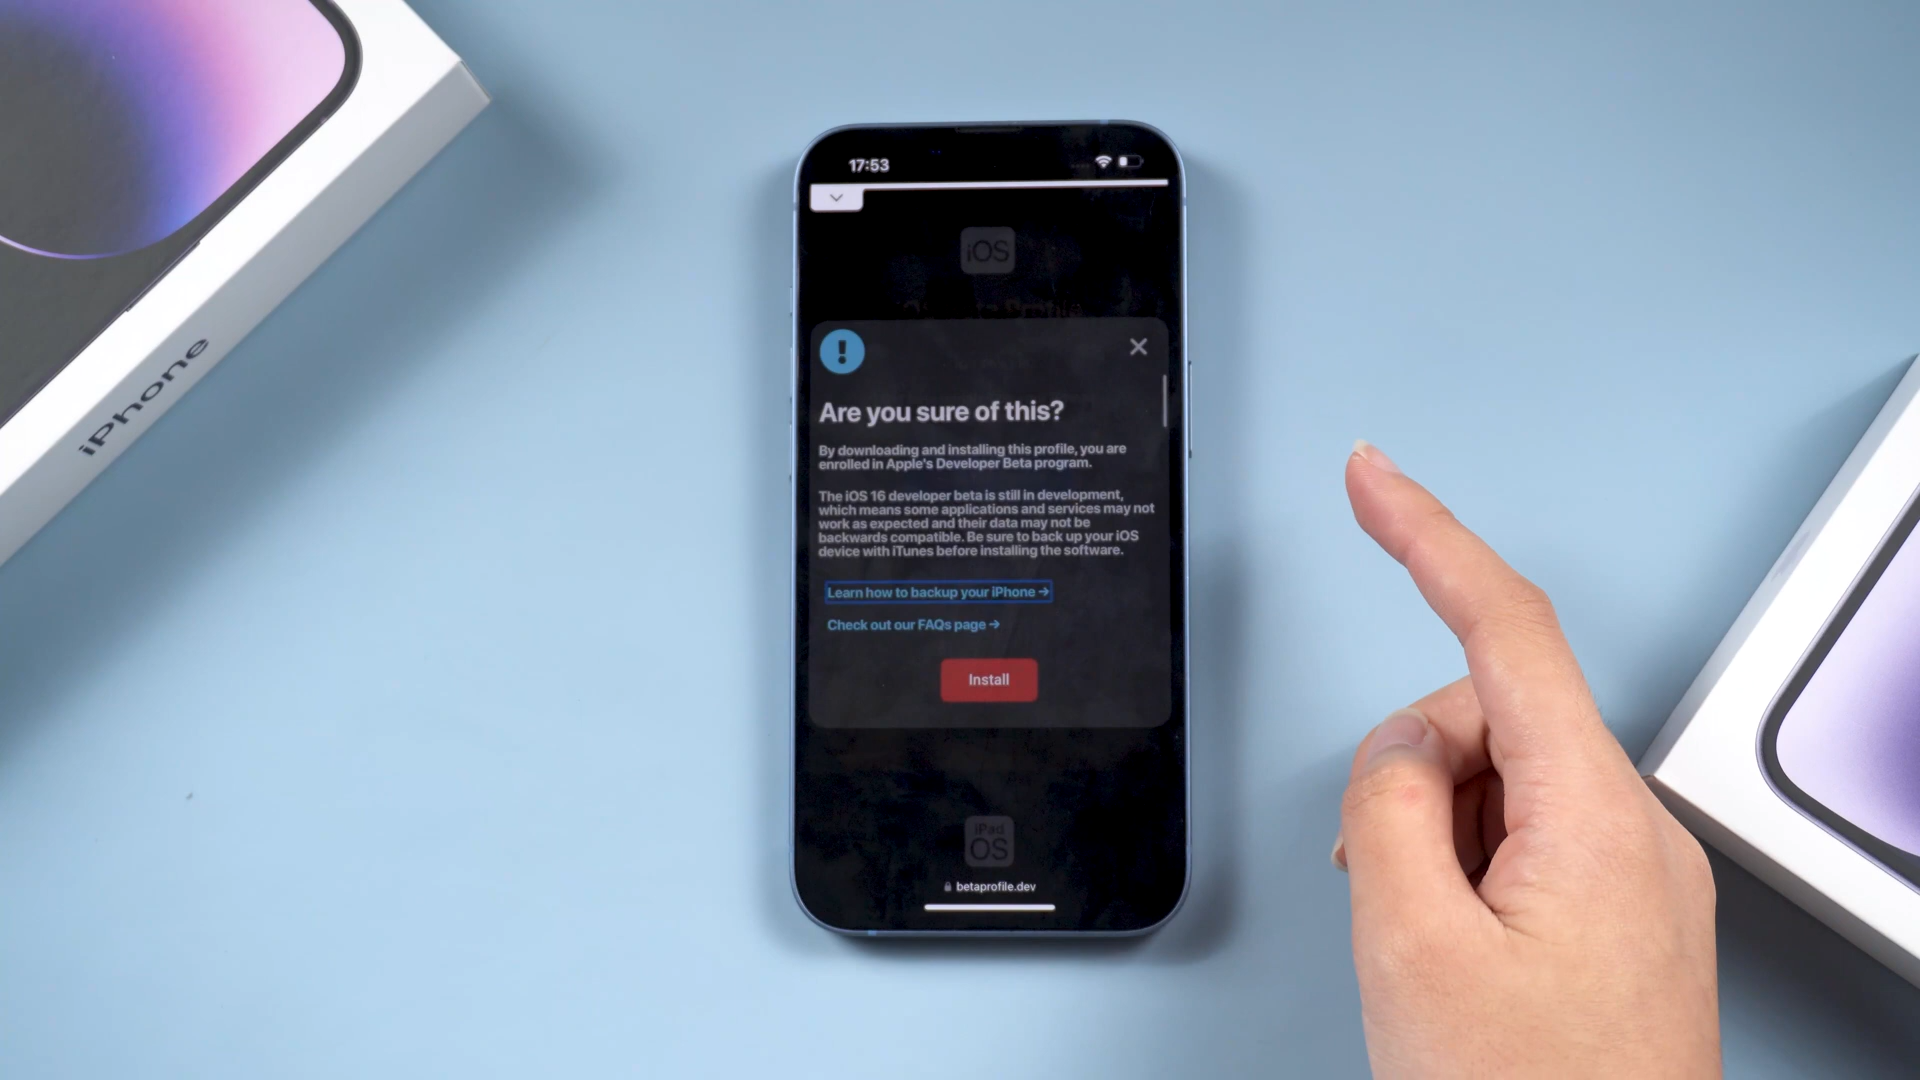 iPhone
17:53
iOS
Are you sure of this?
By downloading and installing this profile, you are
enrolled in Apple's Developer Beta program.
The iOS 16 developer beta is still in development,
which means some applications and services may not
work as expected and their data may not be
backwards compatible. Be sure to back up your iOS
device with iTunes before installing the software.
Learn how to backup your iPhone →
Check out our FAQs page →
Install
iPad
OS
betaprofile.dev